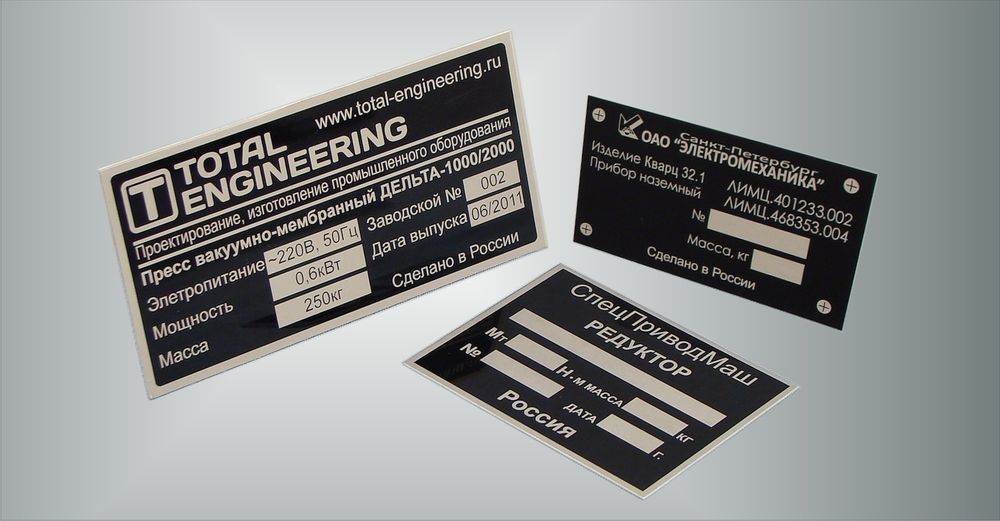 www.total-engineering.ru
T TOTAL
ENGINEERING
Проектирование, изготовление промышленного оборудования
Пресс вакуумно-мембранный ДЕЛЬТА-1000/2000
Элетропитание ~220В, 50Гц Заводской № 002
Мощность 0,6кВт Дата выпуска 06/2011
Масса 250кг Сделано в России
Санкт-Петербург
ОАО "ЭЛЕКТРОМЕХАНИКА"
Изделие Кварц 32.1 ЛИМЦ.401233.002
Прибор наземный ЛИМЦ.468353.004
№
Масса, кг
Сделано в России
СпецПриводМаш
РЕДУКТОР
Мт Н·м МАССА кг
№ ДАТА г.
Россия